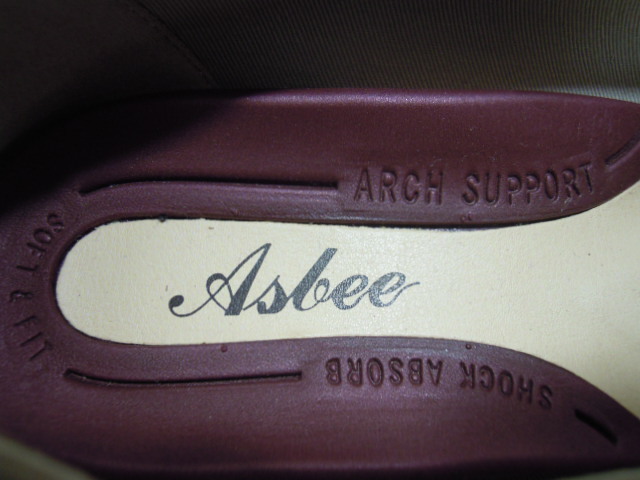 ARCH SUPPORT
SOFT & FIT
Asbee
SHOCK ABSORB